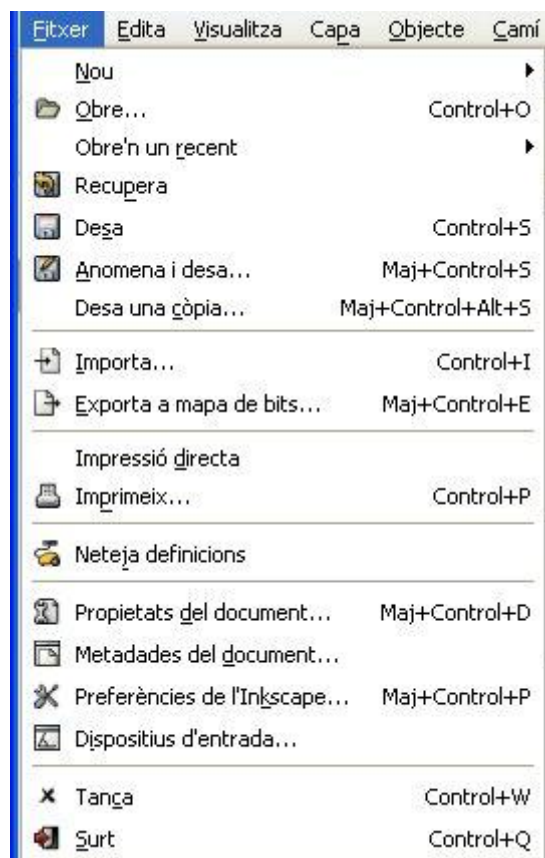 Fitxer Edita Visualitza Capa Objecte Camí
Nou
Obre... Control+O
Obre'n un recent
Recupera
Desa Control+S
Anomena i desa... Maj+Control+S
Desa una còpia... Maj+Control+Alt+S
Importa... Control+I
Exporta a mapa de bits... Maj+Control+E
Impressió directa
Imprimeix... Control+P
Neteja definicions
Propietats del document... Maj+Control+D
Metadades del document...
Preferències de l'Inkscape... Maj+Control+P
Dispositius d'entrada...
Tanca Control+W
Surt Control+Q